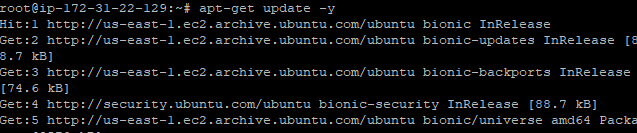 root@ip-172-31-22-129:~# apt-get update -y
Hit:1 http://us-east-1.ec2.archive.ubuntu.com/ubuntu bionic InRelease
Get:2 http://us-east-1.ec2.archive.ubuntu.com/ubuntu bionic-updates InRelease [8
8.7 kB]
Get:3 http://us-east-1.ec2.archive.ubuntu.com/ubuntu bionic-backports InRelease
[74.6 kB]
Get:4 http://security.ubuntu.com/ubuntu bionic-security InRelease [88.7 kB]
Get:5 http://us-east-1.ec2.archive.ubuntu.com/ubuntu bionic/universe amd64 Packa